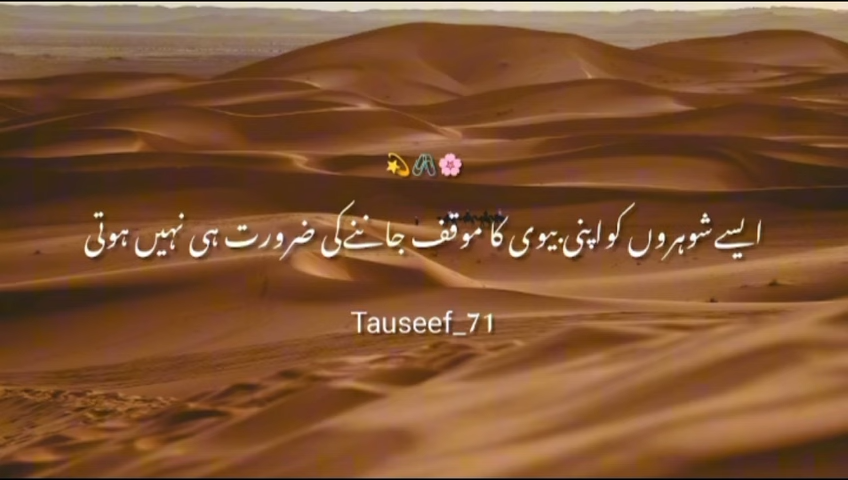 ایسے شوہروں کو اپنی بیوی کا موقف جاننے کی ضرورت ہی نہیں ہوتی
Tauseef_71